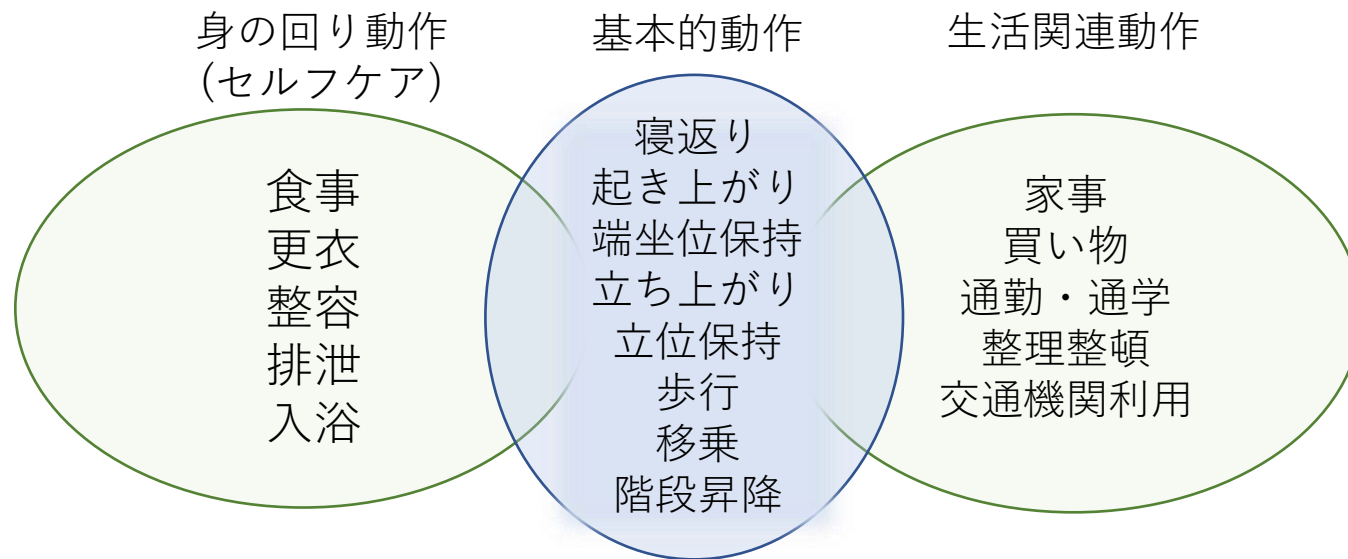 身の回り動作
(セルフケア)
基本的動作
生活関連動作
食事
更衣
整容
排泄
入浴
寝返り
起き上がり
端坐位保持
立ち上がり
立位保持
歩行
移乗
階段昇降
家事
買い物
通勤・通学
整理整頓
交通機関利用